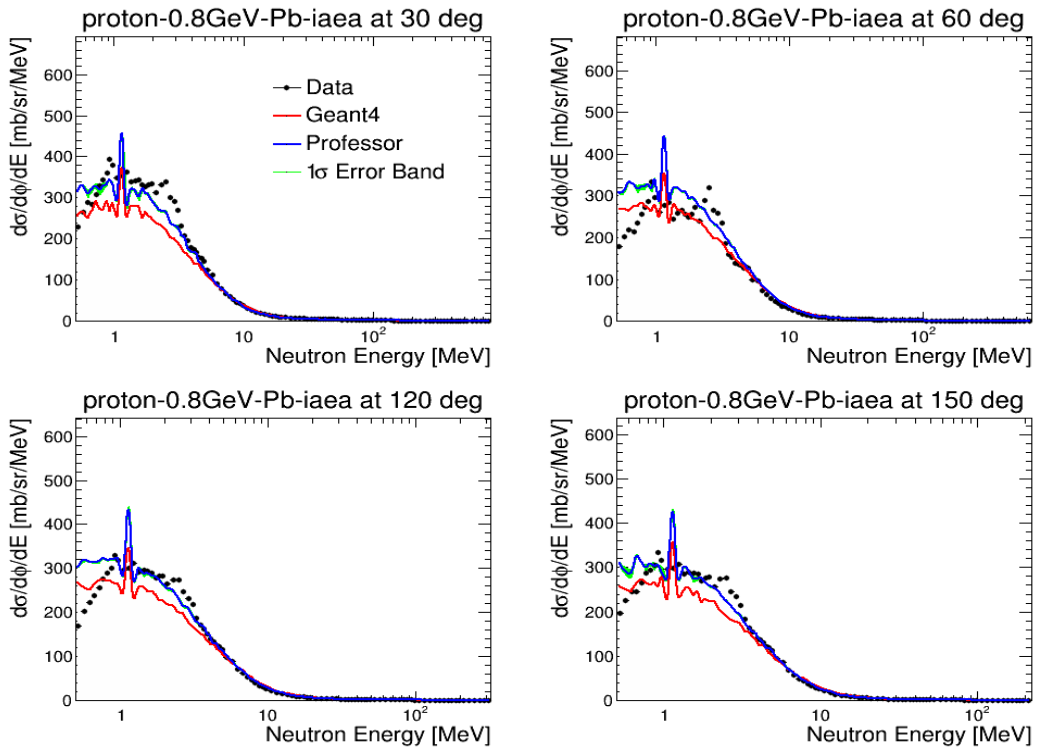 proton-0.8GeV-Pb-iaea at 30 deg
dσ/dϕ/dE [mb/sr/MeV]
600
500
400
300
200
100
0
Data
Geant4
Professor
1σ Error Band
1
10
10²
Neutron Energy [MeV]
proton-0.8GeV-Pb-iaea at 60 deg
dσ/dϕ/dE [mb/sr/MeV]
600
500
400
300
200
100
0
1
10
10²
Neutron Energy [MeV]
proton-0.8GeV-Pb-iaea at 120 deg
dσ/dϕ/dE [mb/sr/MeV]
600
500
400
300
200
100
0
1
10
10²
Neutron Energy [MeV]
proton-0.8GeV-Pb-iaea at 150 deg
dσ/dϕ/dE [mb/sr/MeV]
600
500
400
300
200
100
0
1
10
10²
Neutron Energy [MeV]